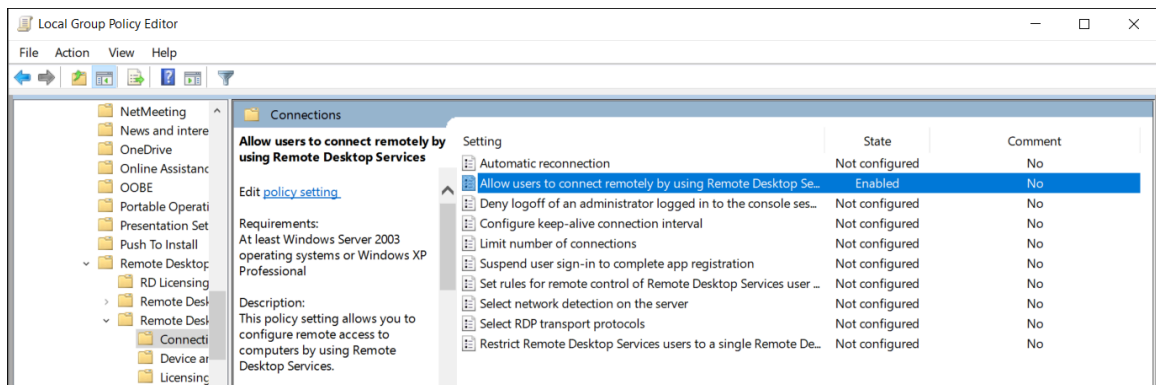 Local Group Policy Editor
File Action View Help
NetMeeting
News and intere
OneDrive
Online Assistanc
OOBE
Portable Operati
Presentation Set
Push To Install
Remote Desktop
RD Licensing
Remote Desk
Remote Desk
Connecti
Device an
Licensing
Connections
Allow users to connect remotely by
using Remote Desktop Services
Edit policy setting
Requirements:
At least Windows Server 2003
operating systems or Windows XP
Professional
Description:
This policy setting allows you to
configure remote access to
computers by using Remote
Desktop Services.
Setting State Comment
Automatic reconnection Not configured No
Allow users to connect remotely by using Remote Desktop Se... Enabled No
Deny logoff of an administrator logged in to the console ses... Not configured No
Configure keep-alive connection interval Not configured No
Limit number of connections Not configured No
Suspend user sign-in to complete app registration Not configured No
Set rules for remote control of Remote Desktop Services user ... Not configured No
Select network detection on the server Not configured No
Select RDP transport protocols Not configured No
Restrict Remote Desktop Services users to a single Remote De... Not configured No